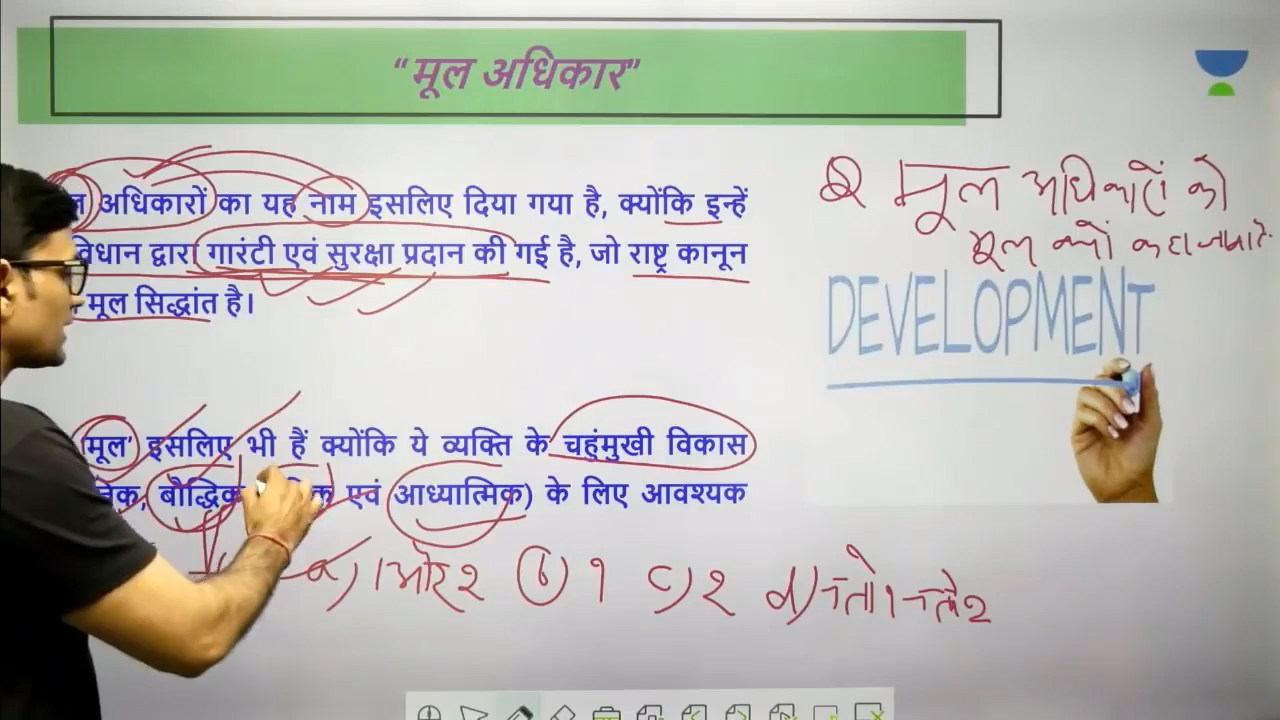 “मूल अधिकार”
अधिकारों का यह नाम इसलिए दिया गया है, क्योंकि इन्हें
द्वारा गारंटी एवं सुरक्षा प्रदान की गई है, जो राष्ट्र कानून
मूल सिद्धांत है।
मूल' इसलिए भी हैं क्योंकि ये व्यक्ति के चहुंमुखी विकास
बौद्धिक, एवं आध्यात्मिक) के लिए आवश्यक
मूल अधिकारों को
मूल क्यों कहा जाता है
DEVELOPMENT
a) 1 और 2 b) 1 c) 2 d) न तो 1 न तो 2